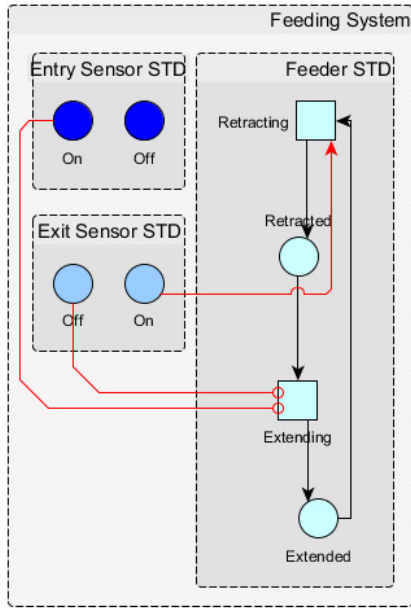 Feeding System
Entry Sensor STD
On
Off
Exit Sensor STD
Off
On
Feeder STD
Retracting
Retracted
Extending
Extended